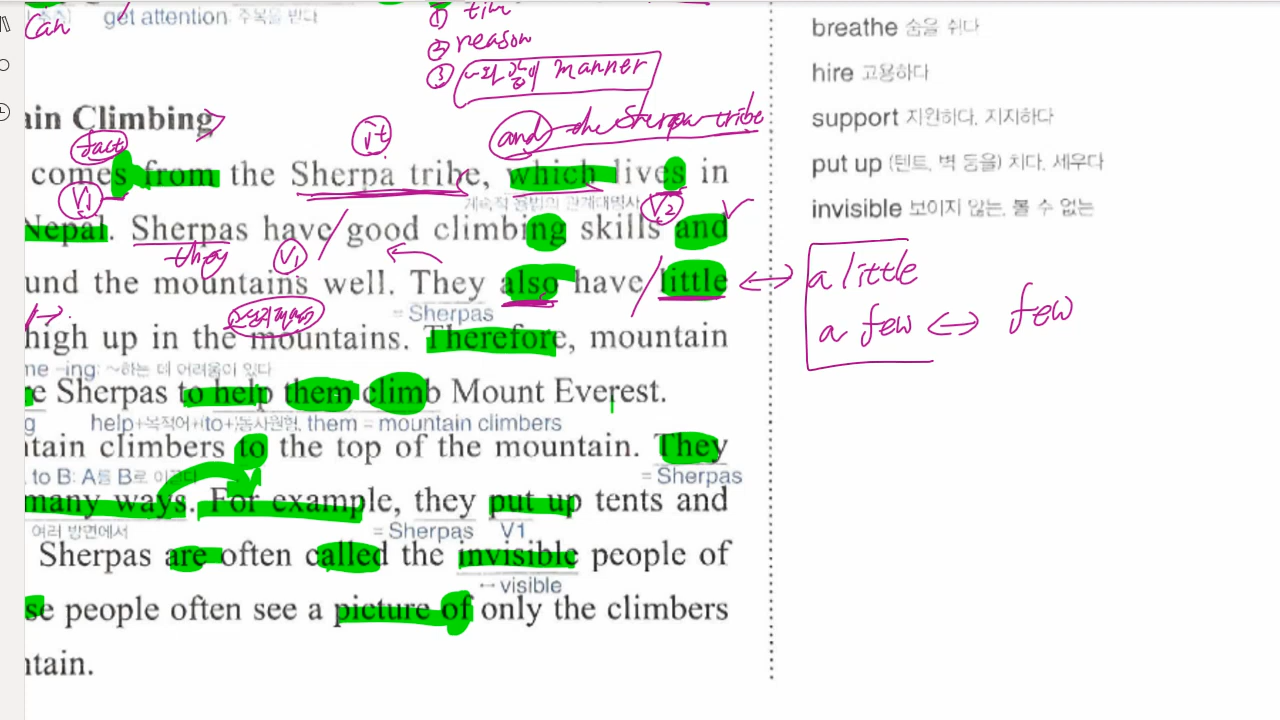 can
get attention: 주목을 받다
① time
② reason
③ manner
ain Climbing
fact
and the Sherpa tribe
comes from the Sherpa tribe, which lives in
계속적 용법의 관계대명사
V1
V2
Nepal. Sherpas have good climbing skills and
they
V1
und the mountains well. They also have little
= Sherpas
high up in the mountains. Therefore, mountain
me -ing: ~하는 데 어려움이 있다
e Sherpas to help them climb Mount Everest.
g help+목적어+(to+)동사원형, them = mountain climbers
tain climbers to the top of the mountain. They
to B: A를 B로 이끌다
= Sherpas
many ways. For example, they put up tents and
여러 방면에서
= Sherpas V1
Sherpas are often called the invisible people of
↔ visible
se people often see a picture of only the climbers
ntain.
breathe 숨을 쉬다
hire 고용하다
support 지원하다, 지지하다
put up (텐트, 벽 등을) 치다, 세우다
invisible 보이지 않는, 볼 수 없는
↔ a little
a few ↔ few